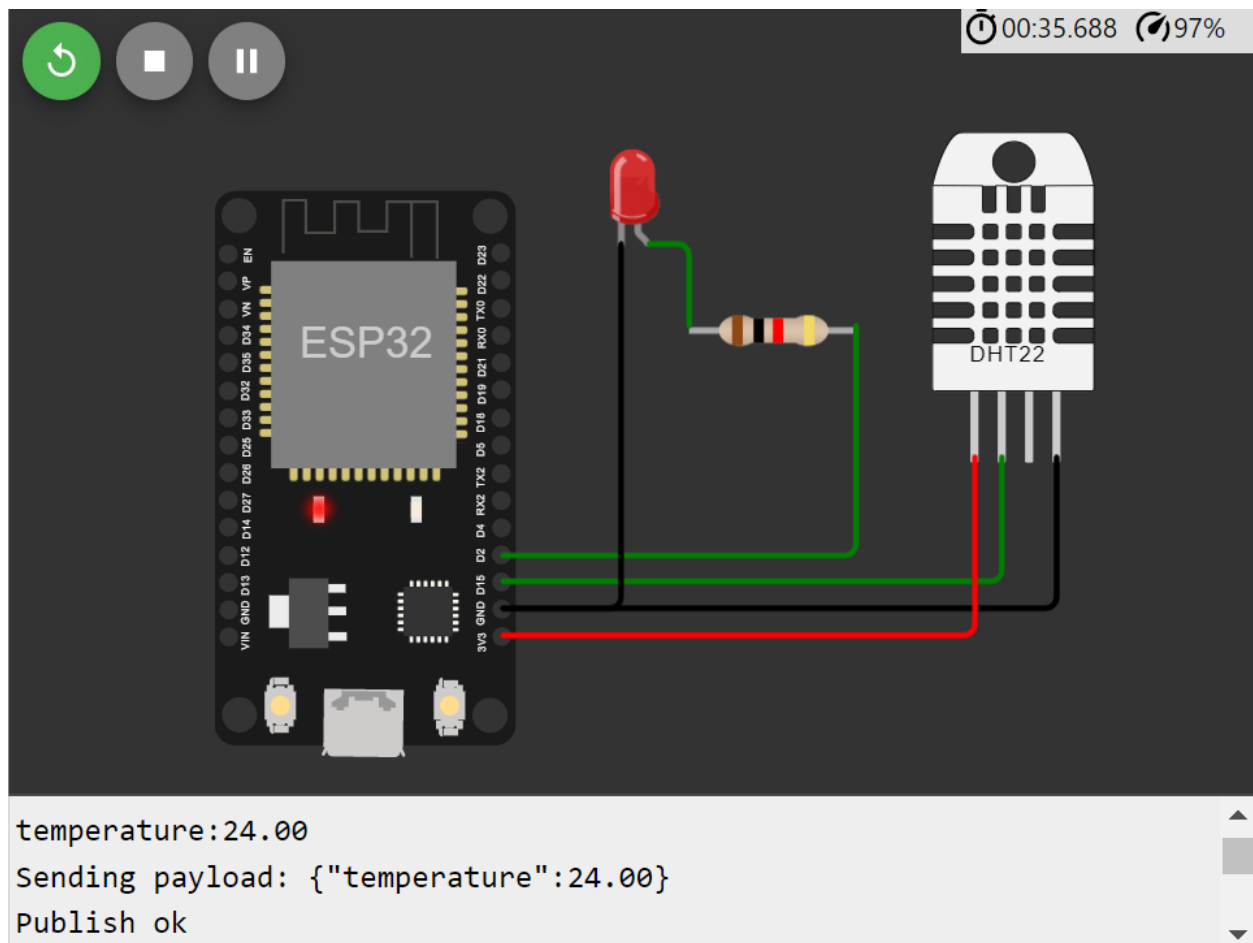 00:35.688 97%
ESP32
EN
VP
VN
D34
D35
D32
D33
D25
D26
D27
D14
D12
D13
GND
VIN
D23
D22
TX0
RX0
D21
D19
D18
D5
TX2
RX2
D4
D2
D15
GND
3V3
DHT22
temperature:24.00
Sending payload: {"temperature":24.00}
Publish ok